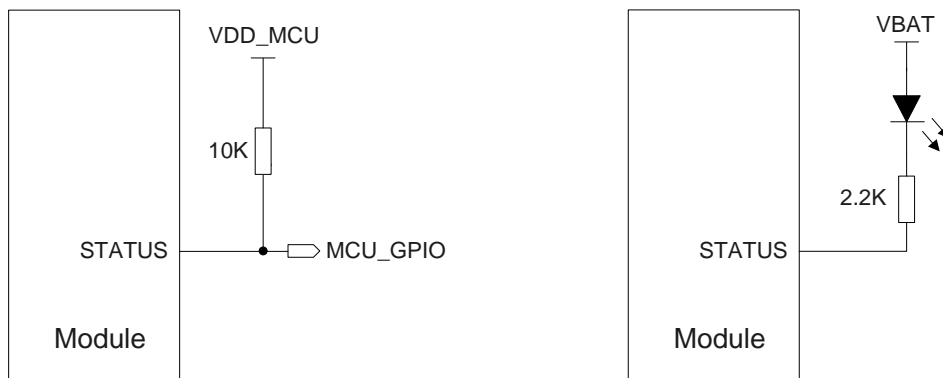 VDD_MCU
10K
STATUS
MCU_GPIO
Module
VBAT
2.2K
STATUS
Module